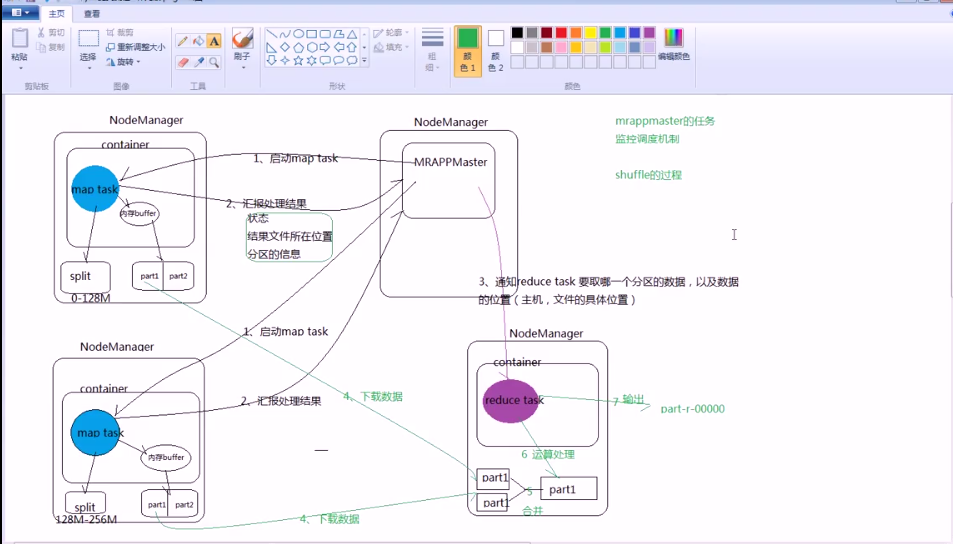 主页
查看
粘贴
剪切
复制
剪贴板
选择
裁剪
重新调整大小
旋转
图像
A
工具
刷子
轮廓
填充
形状
粗
细
颜
色 1
颜
色 2
编辑颜色
颜色
NodeManager
container
map task
内存buffer
split
0-128M
part1
part2
1、启动map task
2、汇报处理结果
状态
结果文件所在位置
分区的信息
NodeManager
MRAPPMaster
mrappmaster的任务
监控调度机制
shuffle的过程
3、通知reduce task 要取哪一个分区的数据，以及数据
的位置（主机，文件的具体位置）
NodeManager
container
map task
内存buffer
split
128M-256M
part1
part2
1、启动map task
2、汇报处理结果
4、下载数据
4、下载数据
NodeManager
container
reduce task
7 输出
part-r-00000
6 运算处理
part1
part1
5
合并
part1